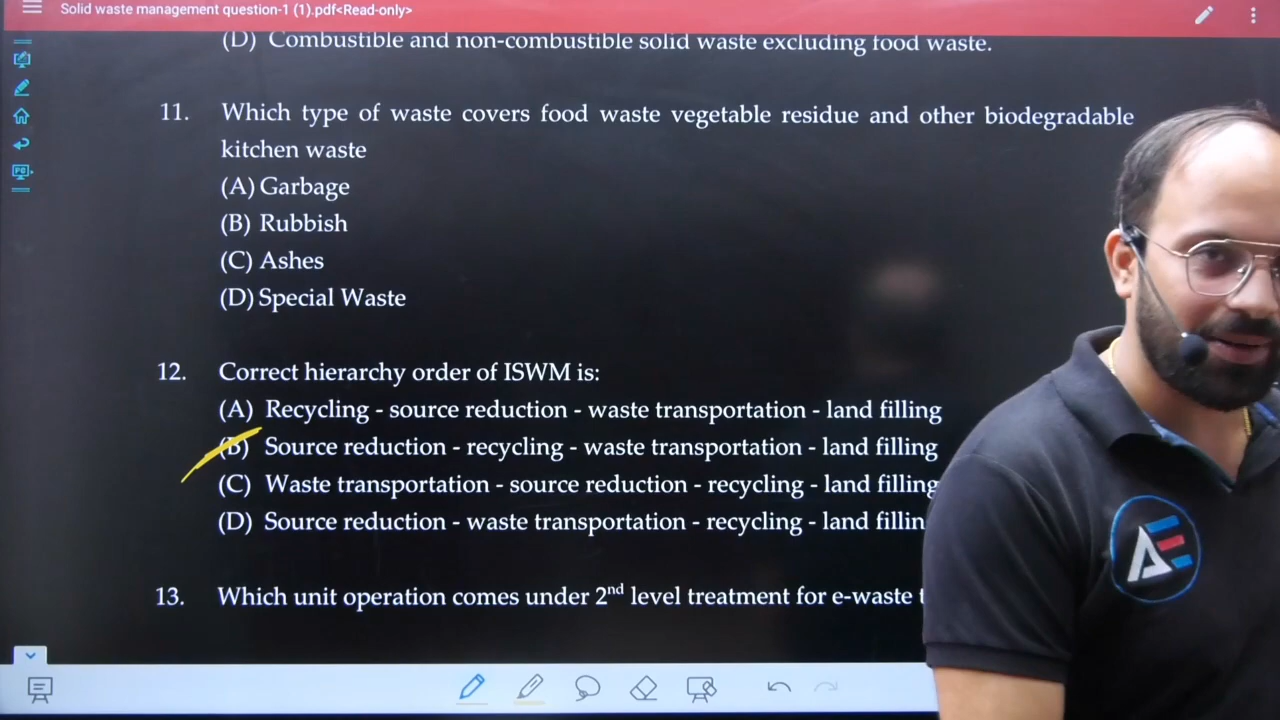 Solid waste management question-1 (1).pdf<Read-only>
(D) Combustible and non-combustible solid waste excluding food waste.
11. Which type of waste covers food waste vegetable residue and other biodegradable
kitchen waste
(A) Garbage
(B) Rubbish
(C) Ashes
(D) Special Waste
12. Correct hierarchy order of ISWM is:
(A) Recycling - source reduction - waste transportation - land filling
(B) Source reduction - recycling - waste transportation - land filling
(C) Waste transportation - source reduction - recycling - land filling
(D) Source reduction - waste transportation - recycling - land fillin
13. Which unit operation comes under 2nd level treatment for e-waste
AE